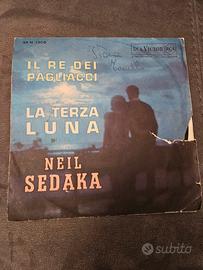 RCA VICTOR
IL RE DEI
PAGLIACCI
LA TERZA
LUNA
NEIL
SEDAKA
subito